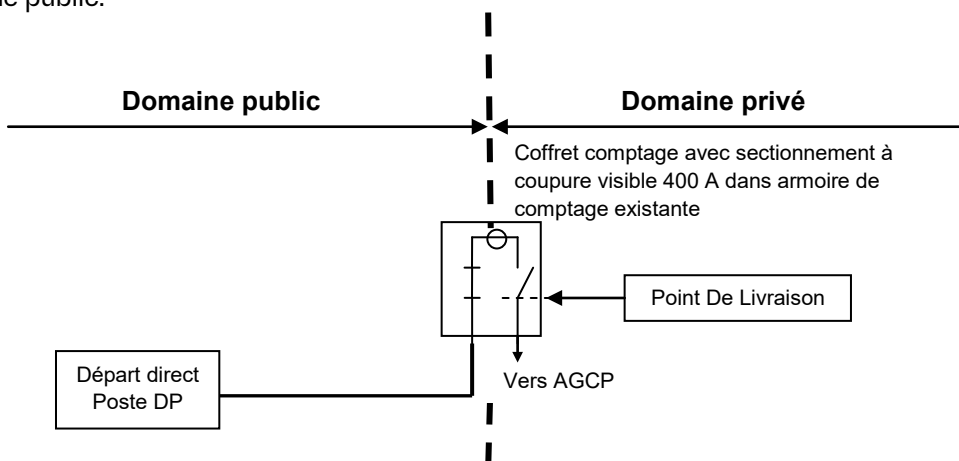 le public.
Domaine public
Domaine privé
Coffret comptage avec sectionnement à
coupure visible 400 A dans armoire de
comptage existante
Point De Livraison
Départ direct
Poste DP
Vers AGCP